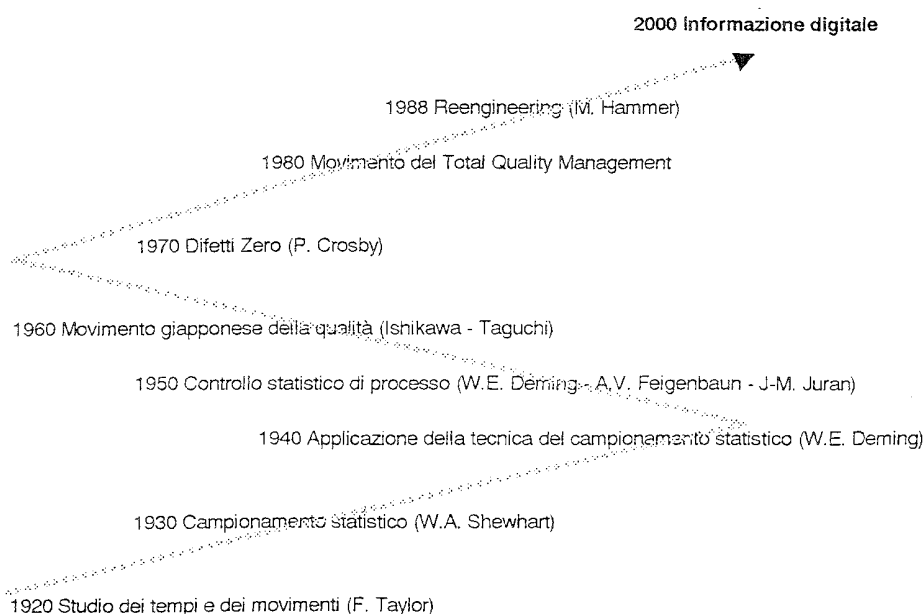 2000 Informazione digitale
1988 Reengineering (M. Hammer)
1980 Movimento del Total Quality Management
1970 Difetti Zero (P. Crosby)
1960 Movimento giapponese della qualità (Ishikawa - Taguchi)
1950 Controllo statistico di processo (W.E. Deming - A.V. Feigenbaun - J-M. Juran)
1940 Applicazione della tecnica del campionamento statistico (W.E. Deming)
1930 Campionamento statistico (W.A. Shewhart)
1920 Studio dei tempi e dei movimenti (F. Taylor)